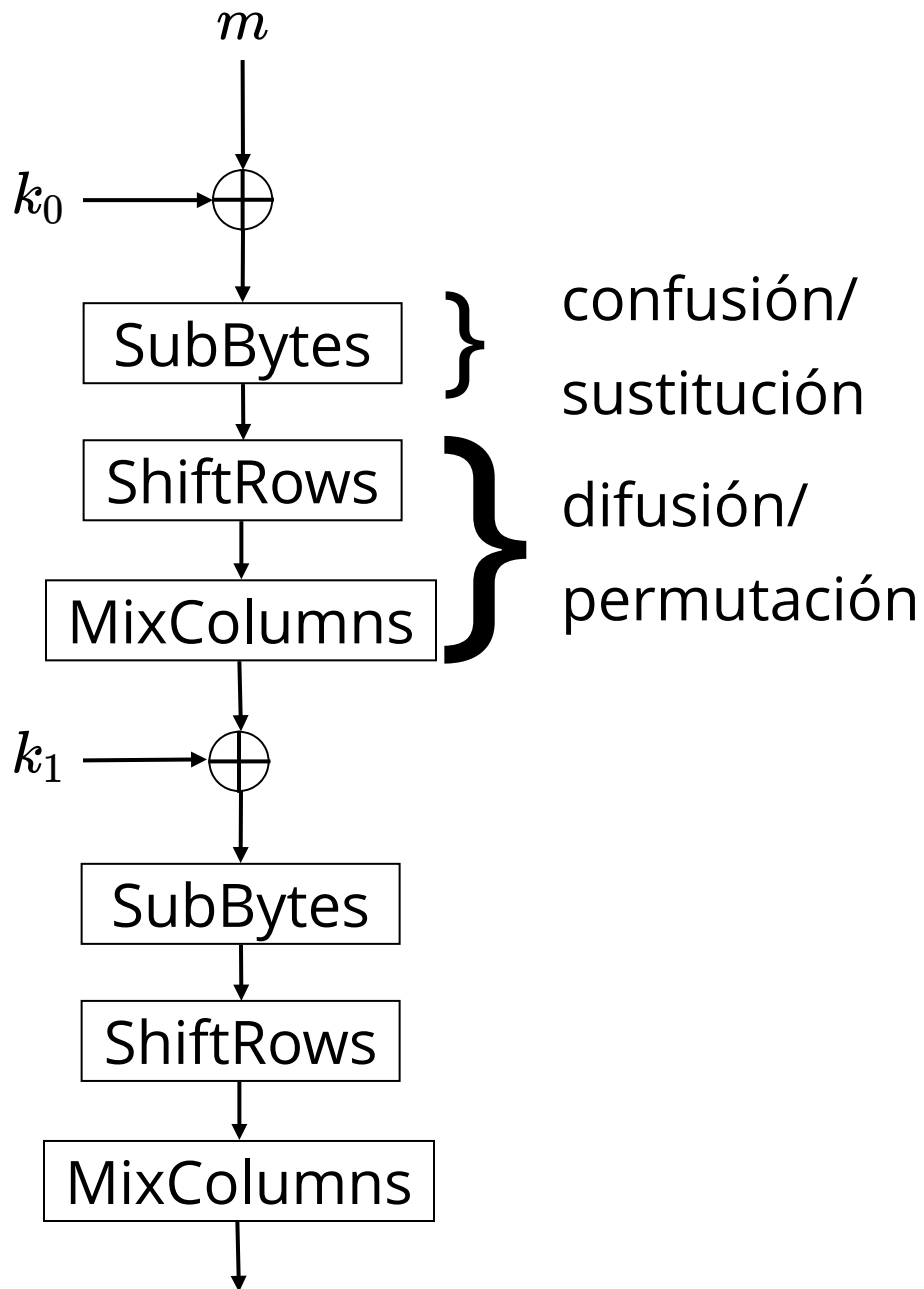 m
k₀
SubBytes
confusión/
sustitución
ShiftRows
difusión/
permutación
MixColumns
k₁
SubBytes
ShiftRows
MixColumns